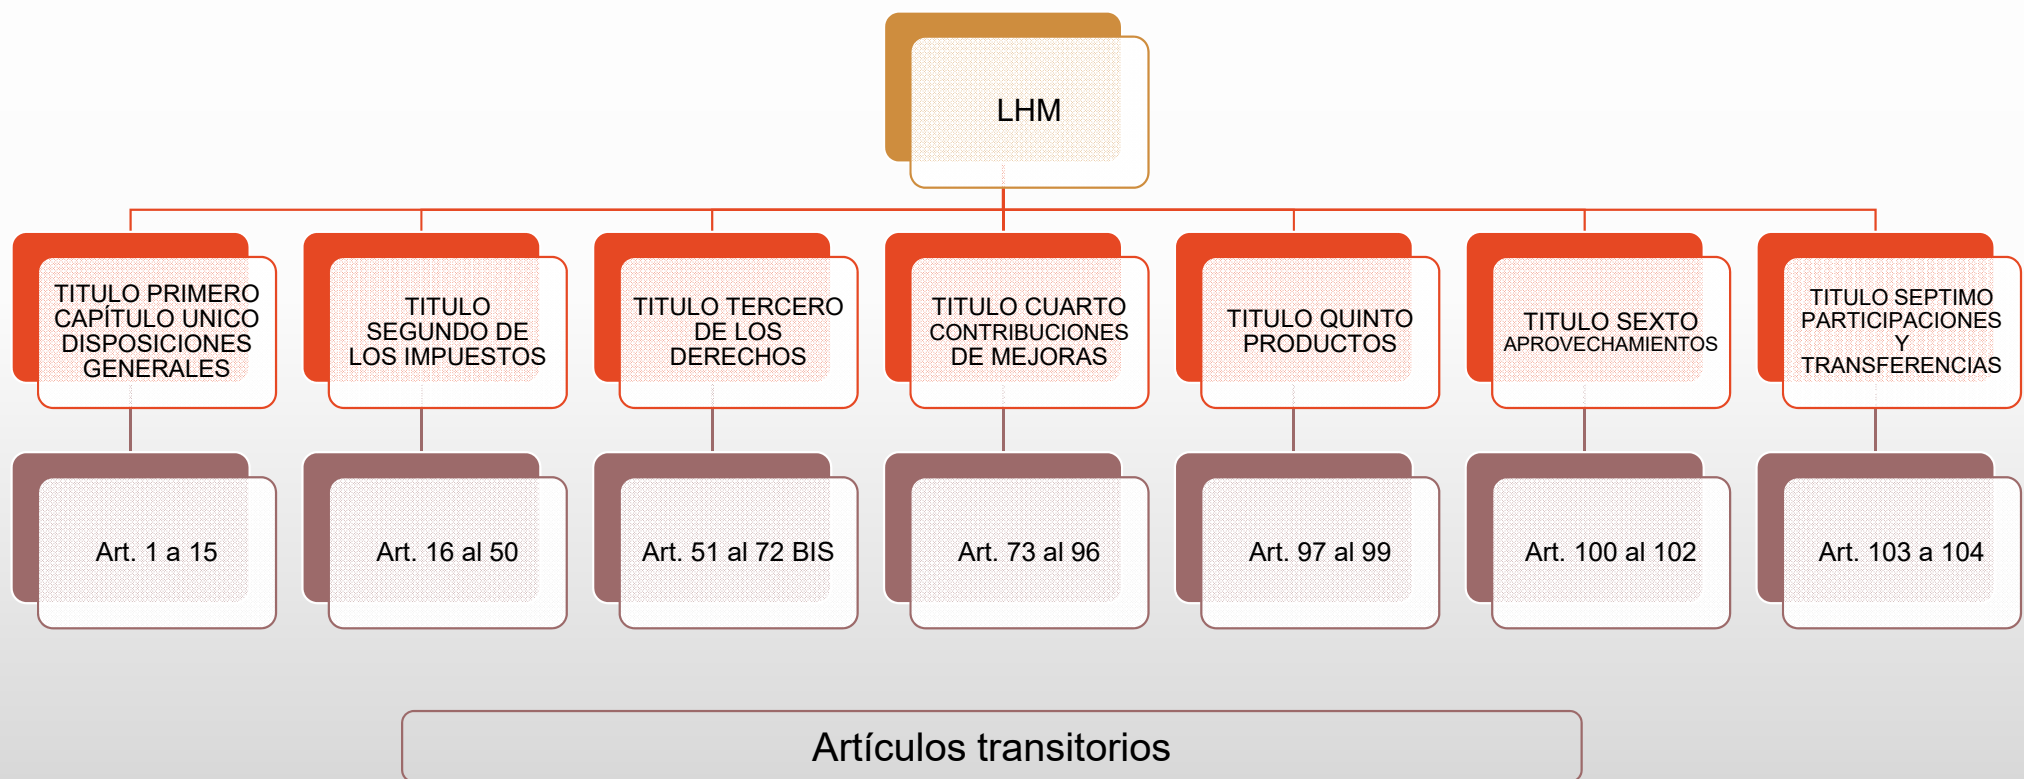 LHM
TITULO PRIMERO
CAPÍTULO UNICO
DISPOSICIONES
GENERALES
TITULO
SEGUNDO DE
LOS IMPUESTOS
TITULO TERCERO
DE LOS
DERECHOS
TITULO CUARTO
CONTRIBUCIONES
DE MEJORAS
TITULO QUINTO
PRODUCTOS
TITULO SEXTO
APROVECHAMIENTOS
TITULO SEPTIMO
PARTICIPACIONES
Y
TRANSFERENCIAS
Art. 1 a 15
Art. 16 al 50
Art. 51 al 72 BIS
Art. 73 al 96
Art. 97 al 99
Art. 100 al 102
Art. 103 a 104
Artículos transitorios